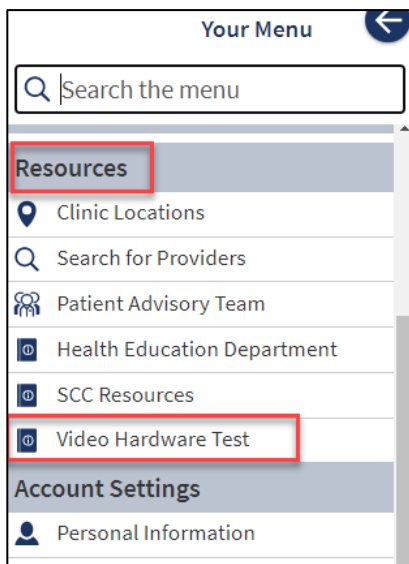 Your Menu
Search the menu
Resources
Clinic Locations
Search for Providers
Patient Advisory Team
Health Education Department
SCC Resources
Video Hardware Test
Account Settings
Personal Information